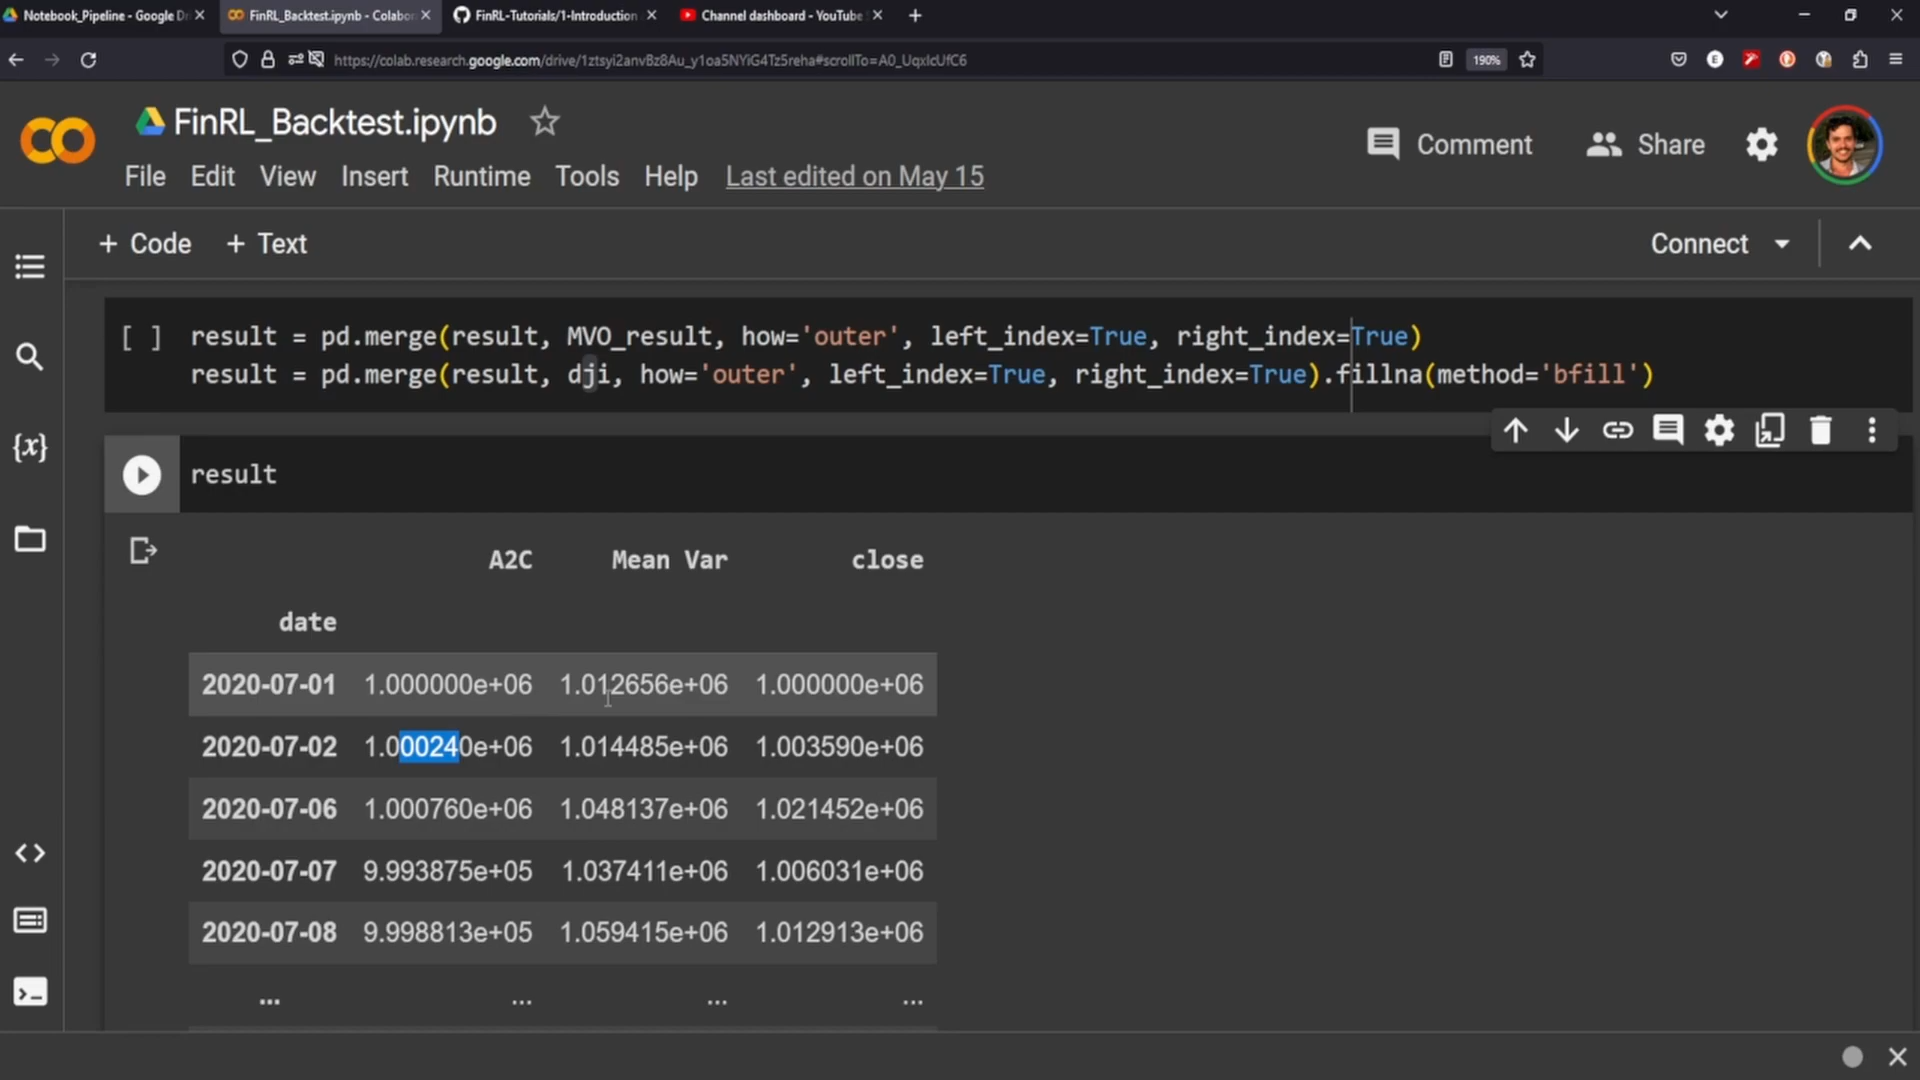 Notebook_Pipeline - Google Dr
FinRL_Backtest.ipynb - Colabor
FinRL-Tutorials/1-Introduction
Channel dashboard - YouTube
https://colab.research.google.com/drive/1ztsyi2anvBz8Au_y1oa5NYiG4Tz5reha#scrollTo=A0_UqxIcUfC6
190%
FinRL_Backtest.ipynb
Comment
Share
File Edit View Insert Runtime Tools Help Last edited on May 15
+ Code + Text
Connect
[ ] result = pd.merge(result, MVO_result, how='outer', left_index=True, right_index=True)
result = pd.merge(result, dji, how='outer', left_index=True, right_index=True).fillna(method='bfill')
result
A2C Mean Var close
date
2020-07-01 1.000000e+06 1.012656e+06 1.000000e+06
2020-07-02 1.000240e+06 1.014485e+06 1.003590e+06
2020-07-06 1.000760e+06 1.048137e+06 1.021452e+06
2020-07-07 9.993875e+05 1.037411e+06 1.006031e+06
2020-07-08 9.998813e+05 1.059415e+06 1.012913e+06
... ... ... ...